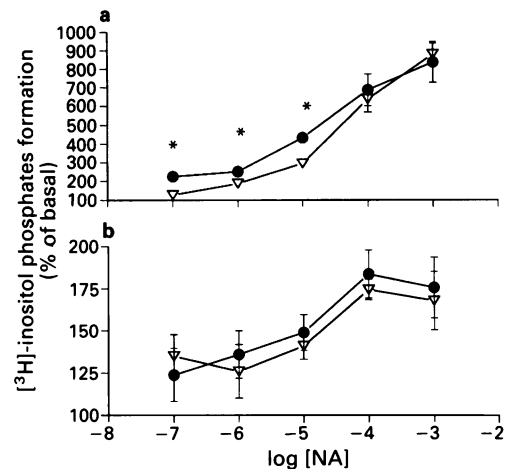 a
1000
900
800
700
600
500
400
300
200
100
* * *
[³H]-inositol phosphates formation
(% of basal)
b
200
175
150
125
100
−8 −7 −6 −5 −4 −3 −2
log [NA]